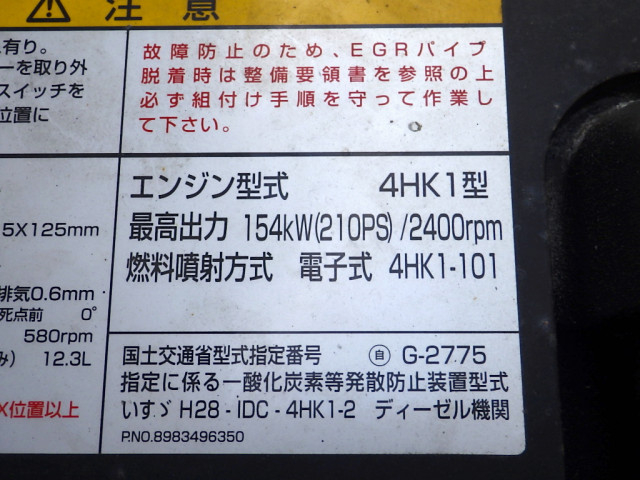 ⚠ 注意
に有り。
ーを取り外
スイッチを
位置に
故障防止のため、EGRパイプ
脱着時は整備要領書を参照の上
必ず組付け手順を守って作業し
て下さい。
5X125mm
排気0.6mm
死点前 0°
580rpm
み) 12.3L
X位置以上
エンジン型式 4HK1型
最高出力 154kW(210PS)/2400rpm
燃料噴射方式 電子式 4HK1-101
国土交通省型式指定番号 ㊀自 G-2775
指定に係る一酸化炭素等発散防止装置型式
いすゞ H28-IDC-4HK1-2 ディーゼル機関
P.NO.8983496350